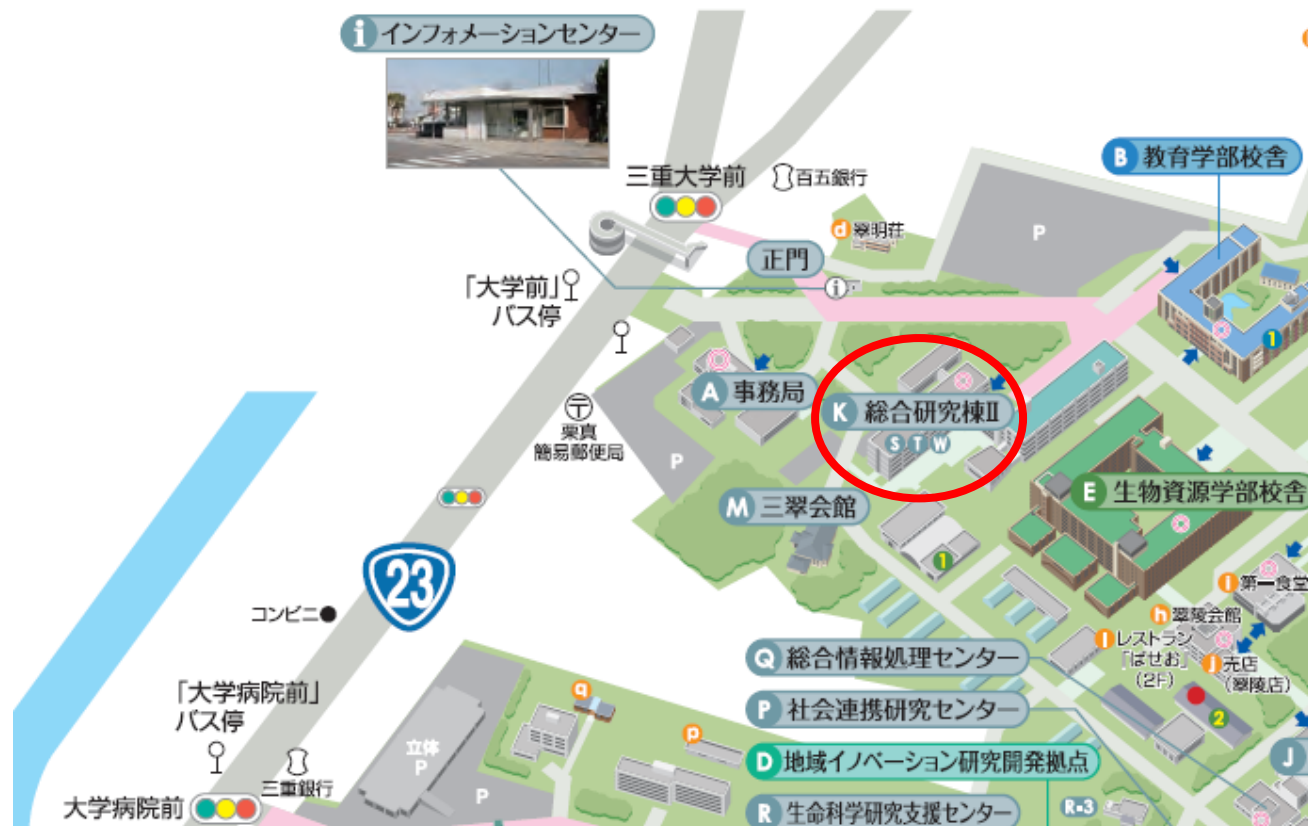 i インフォメーションセンター
三重大学前
百五銀行
B 教育学部校舎
d 翠明荘
P
正門
i
「大学前」
バス停
1
A 事務局
K 総合研究棟Ⅱ
S T W
〒
栗真
簡易郵便局
P
E 生物資源学部校舎
M 三翠会館
1
23
コンビニ
i 第一食堂
h 翠陵会館
l レストラン
「ばせお」
(2F)
j 売店
(翠陵店)
Q 総合情報処理センター
P 社会連携研究センター
2
「大学病院前」
バス停
q
p
立体
P
D 地域イノベーション研究開発拠点
J
三重銀行
P
大学病院前
R 生命科学研究支援センター
R-3